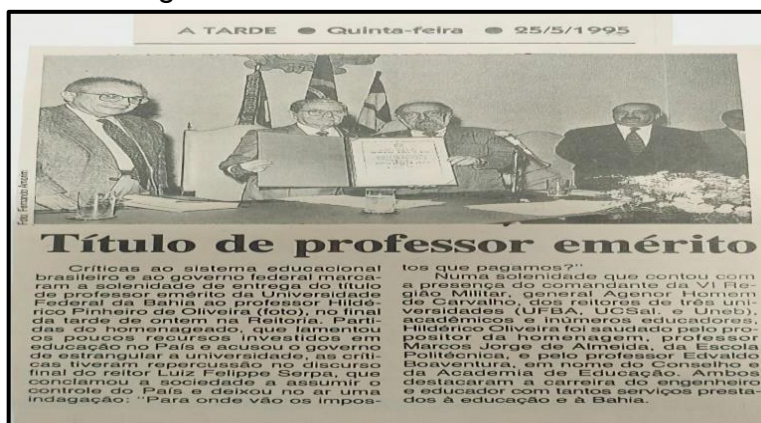 A TARDE ● Quinta-feira ● 25/5/1995
Título de professor emérito
Críticas ao sistema educacional
brasileiro e ao governo federal marca-
ram a solenidade de entrega do título
de professor emérito da Universidade
Federal da Bahia ao professor Hildé-
rico Pinheiro de Oliveira (foto), no final
da tarde de ontem na Reitoria. Parti-
das do homenageado, que lamentou
os poucos recursos investidos em
educação no País e acusou o governo
de estrangular a universidade, as críti-
cas tiveram repercussão no discurso
final do reitor Luiz Felippe Serpa, que
conclamou a sociedade a assumir o
controle do País e deixou no ar uma
indagação: "Para onde vão os impos-
tos que pagamos?"
Numa solenidade que contou com
a presença do comandante da VI Re-
gião Militar, general Agenor Homem
de Carvalho, dos reitores de três uni-
versidades (UFBA, UCSal. e Uneb),
acadêmicos e inúmeros educadores,
Hildérico Oliveira foi saudado pelo pro-
positor da homenagem, professor
Marcos Jorge de Almeida, da Escola
Politécnica, e pelo professor Edvaldo
Boaventura, em nome do Conselho e
da Academia de Educação. Ambos
destacaram a carreira do engenheiro
e educador com tantos serviços presta-
dos à educação e à Bahia.